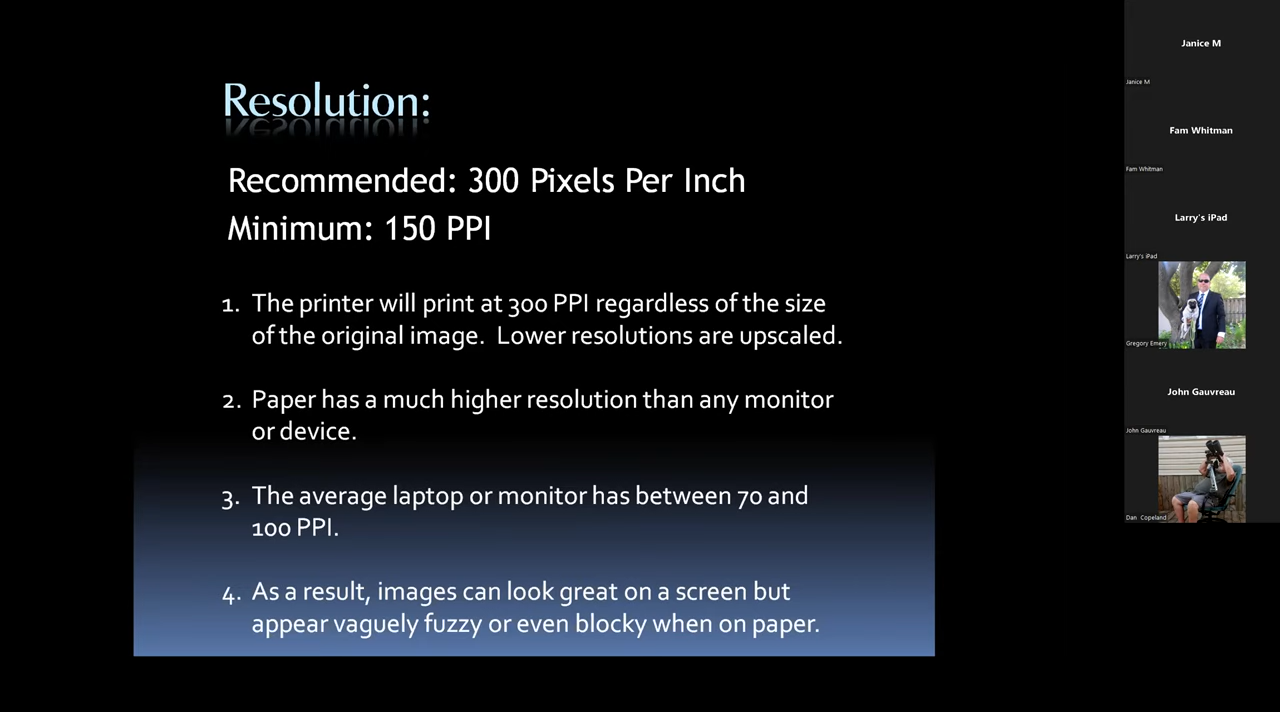 Resolution:
Recommended: 300 Pixels Per Inch
Minimum: 150 PPI
1. The printer will print at 300 PPI regardless of the size
of the original image. Lower resolutions are upscaled.
2. Paper has a much higher resolution than any monitor
or device.
3. The average laptop or monitor has between 70 and
100 PPI.
4. As a result, images can look great on a screen but
appear vaguely fuzzy or even blocky when on paper.
Janice M
Janice M
Fam Whitman
Fam Whitman
Larry's iPad
Larry's iPad
Gregory Emery
John Gauvreau
John Gauvreau
Dan Copeland